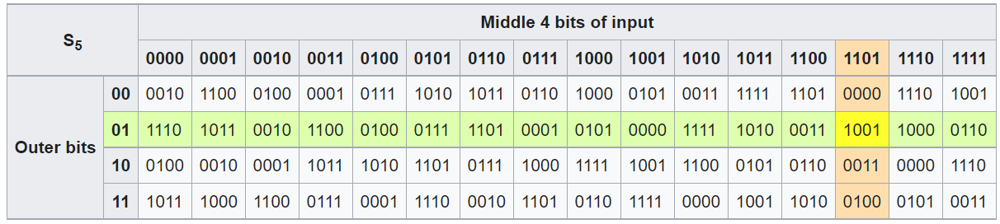 S5
Middle 4 bits of input
0000 0001 0010 0011 0100 0101 0110 0111 1000 1001 1010 1011 1100 1101 1110 1111
Outer bits
00 0010 1100 0100 0001 0111 1010 1011 0110 1000 0101 0011 1111 1101 0000 1110 1001
01 1110 1011 0010 1100 0100 0111 1101 0001 0101 0000 1111 1010 0011 1001 1000 0110
10 0100 0010 0001 1011 1010 1101 0111 1000 1111 1001 1100 0101 0110 0011 0000 1110
11 1011 1000 1100 0111 0001 1110 0010 1101 0110 1111 0000 1001 1010 0100 0101 0011